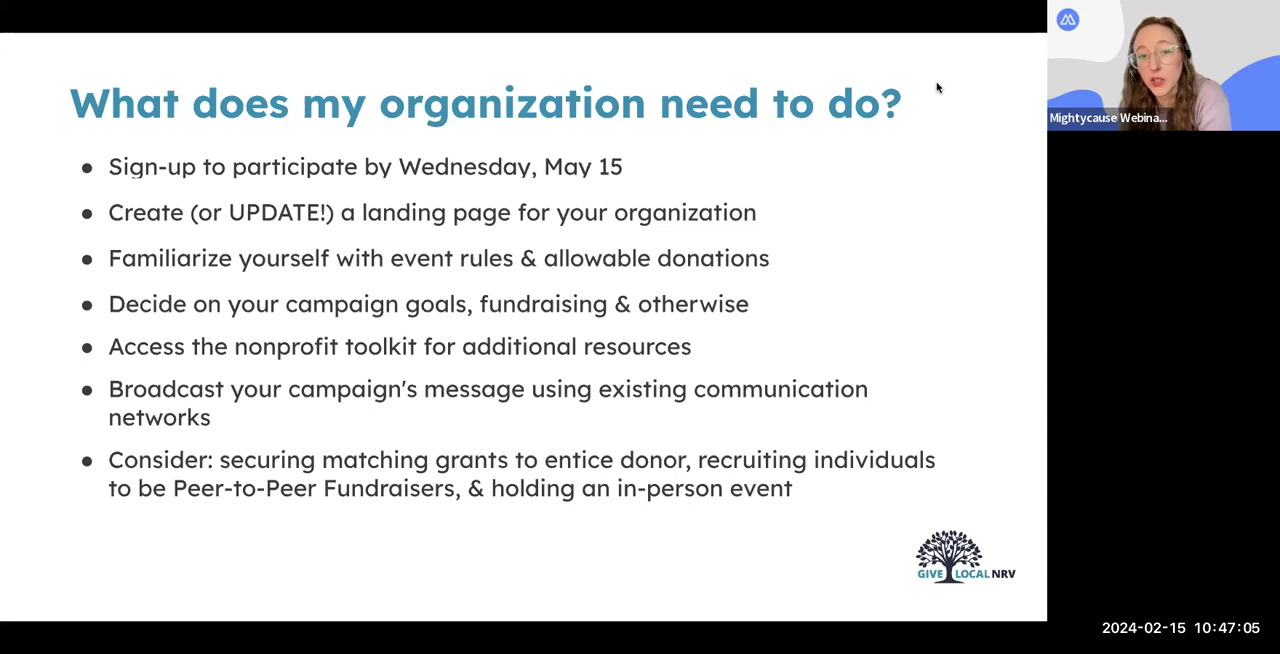 What does my organization need to do?
● Sign-up to participate by Wednesday, May 15
● Create (or UPDATE!) a landing page for your organization
● Familiarize yourself with event rules & allowable donations
● Decide on your campaign goals, fundraising & otherwise
● Access the nonprofit toolkit for additional resources
● Broadcast your campaign's message using existing communication
networks
● Consider: securing matching grants to entice donor, recruiting individuals
to be Peer-to-Peer Fundraisers, & holding an in-person event
GIVE LOCAL NRV
Mightycause Webina...
2024-02-15 10:47:05